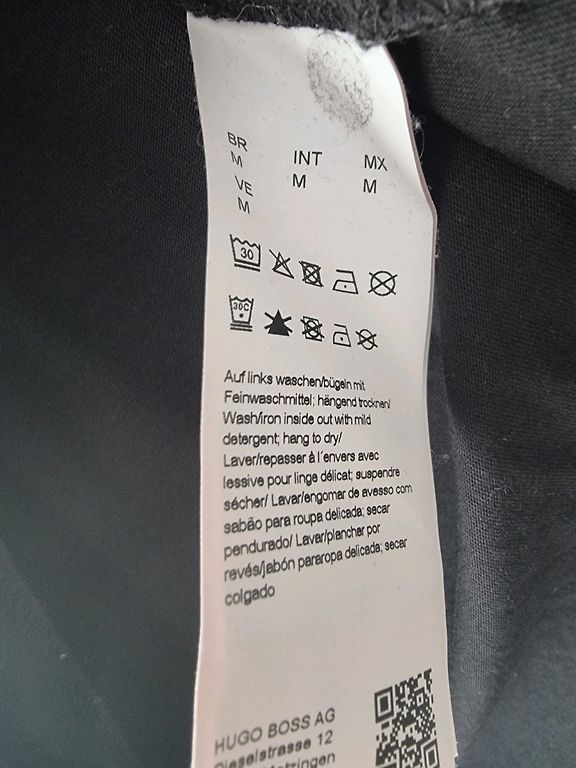 BR INT MX
M M M
VE
M
30
30C
Auf links waschen/bügeln mit
Feinwaschmittel; hängend trocknen/
Wash/iron inside out with mild
detergent; hang to dry/
Laver/repasser à l´envers avec
lessive pour linge délicat; suspendre
sécher/ Lavar/engomar de avesso com
sabão para roupa delicada; secar
pendurado/ Lavar/planchar por
revés/jabón pararopa delicada; secar
colgado
HUGO BOSS AG
Dieselstrasse 12